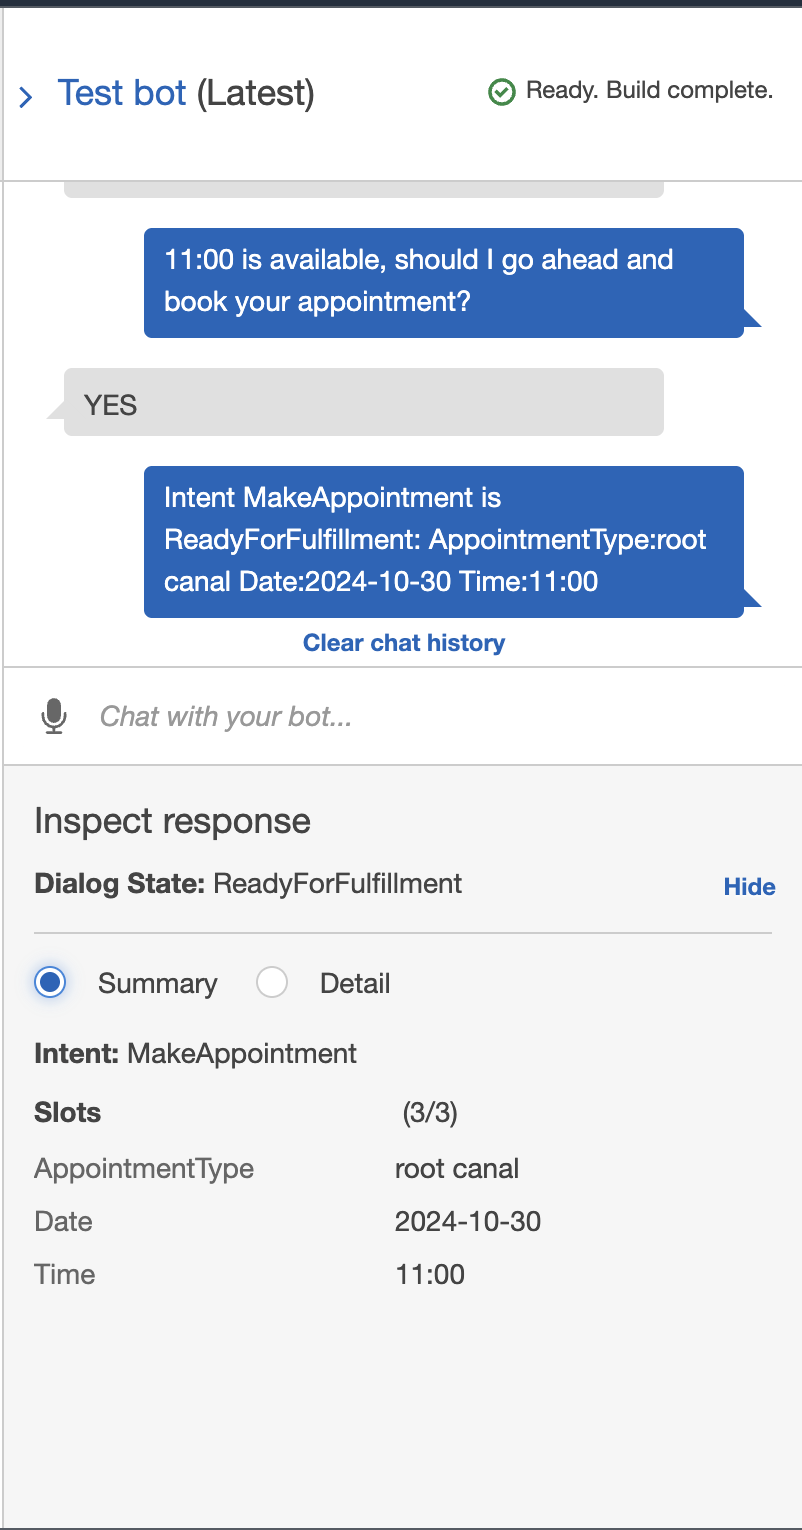 Test bot (Latest)
Ready. Build complete.
11:00 is available, should I go ahead and
book your appointment?
YES
Intent MakeAppointment is
ReadyForFulfillment: AppointmentType:root
canal Date:2024-10-30 Time:11:00
Clear chat history
Chat with your bot...
Inspect response
Dialog State: ReadyForFulfillment
Hide
Summary Detail
Intent: MakeAppointment
Slots (3/3)
AppointmentType root canal
Date 2024-10-30
Time 11:00